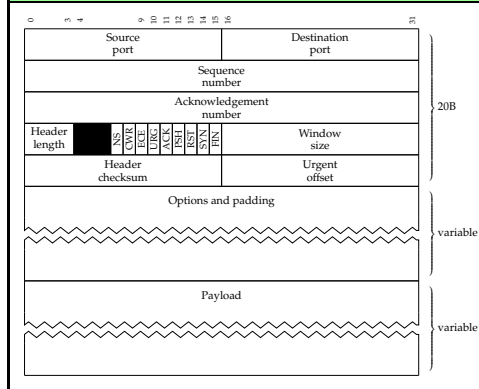 0 3 4 9 10 11 12 13 14 15 16 31
Source Destination
port port
Sequence
number
Acknowledgement
number
20B
Header NS CWR ECE URG ACK PSH RST SYN FIN Window
length size
Header Urgent
checksum offset
Options and padding
variable
Payload
variable